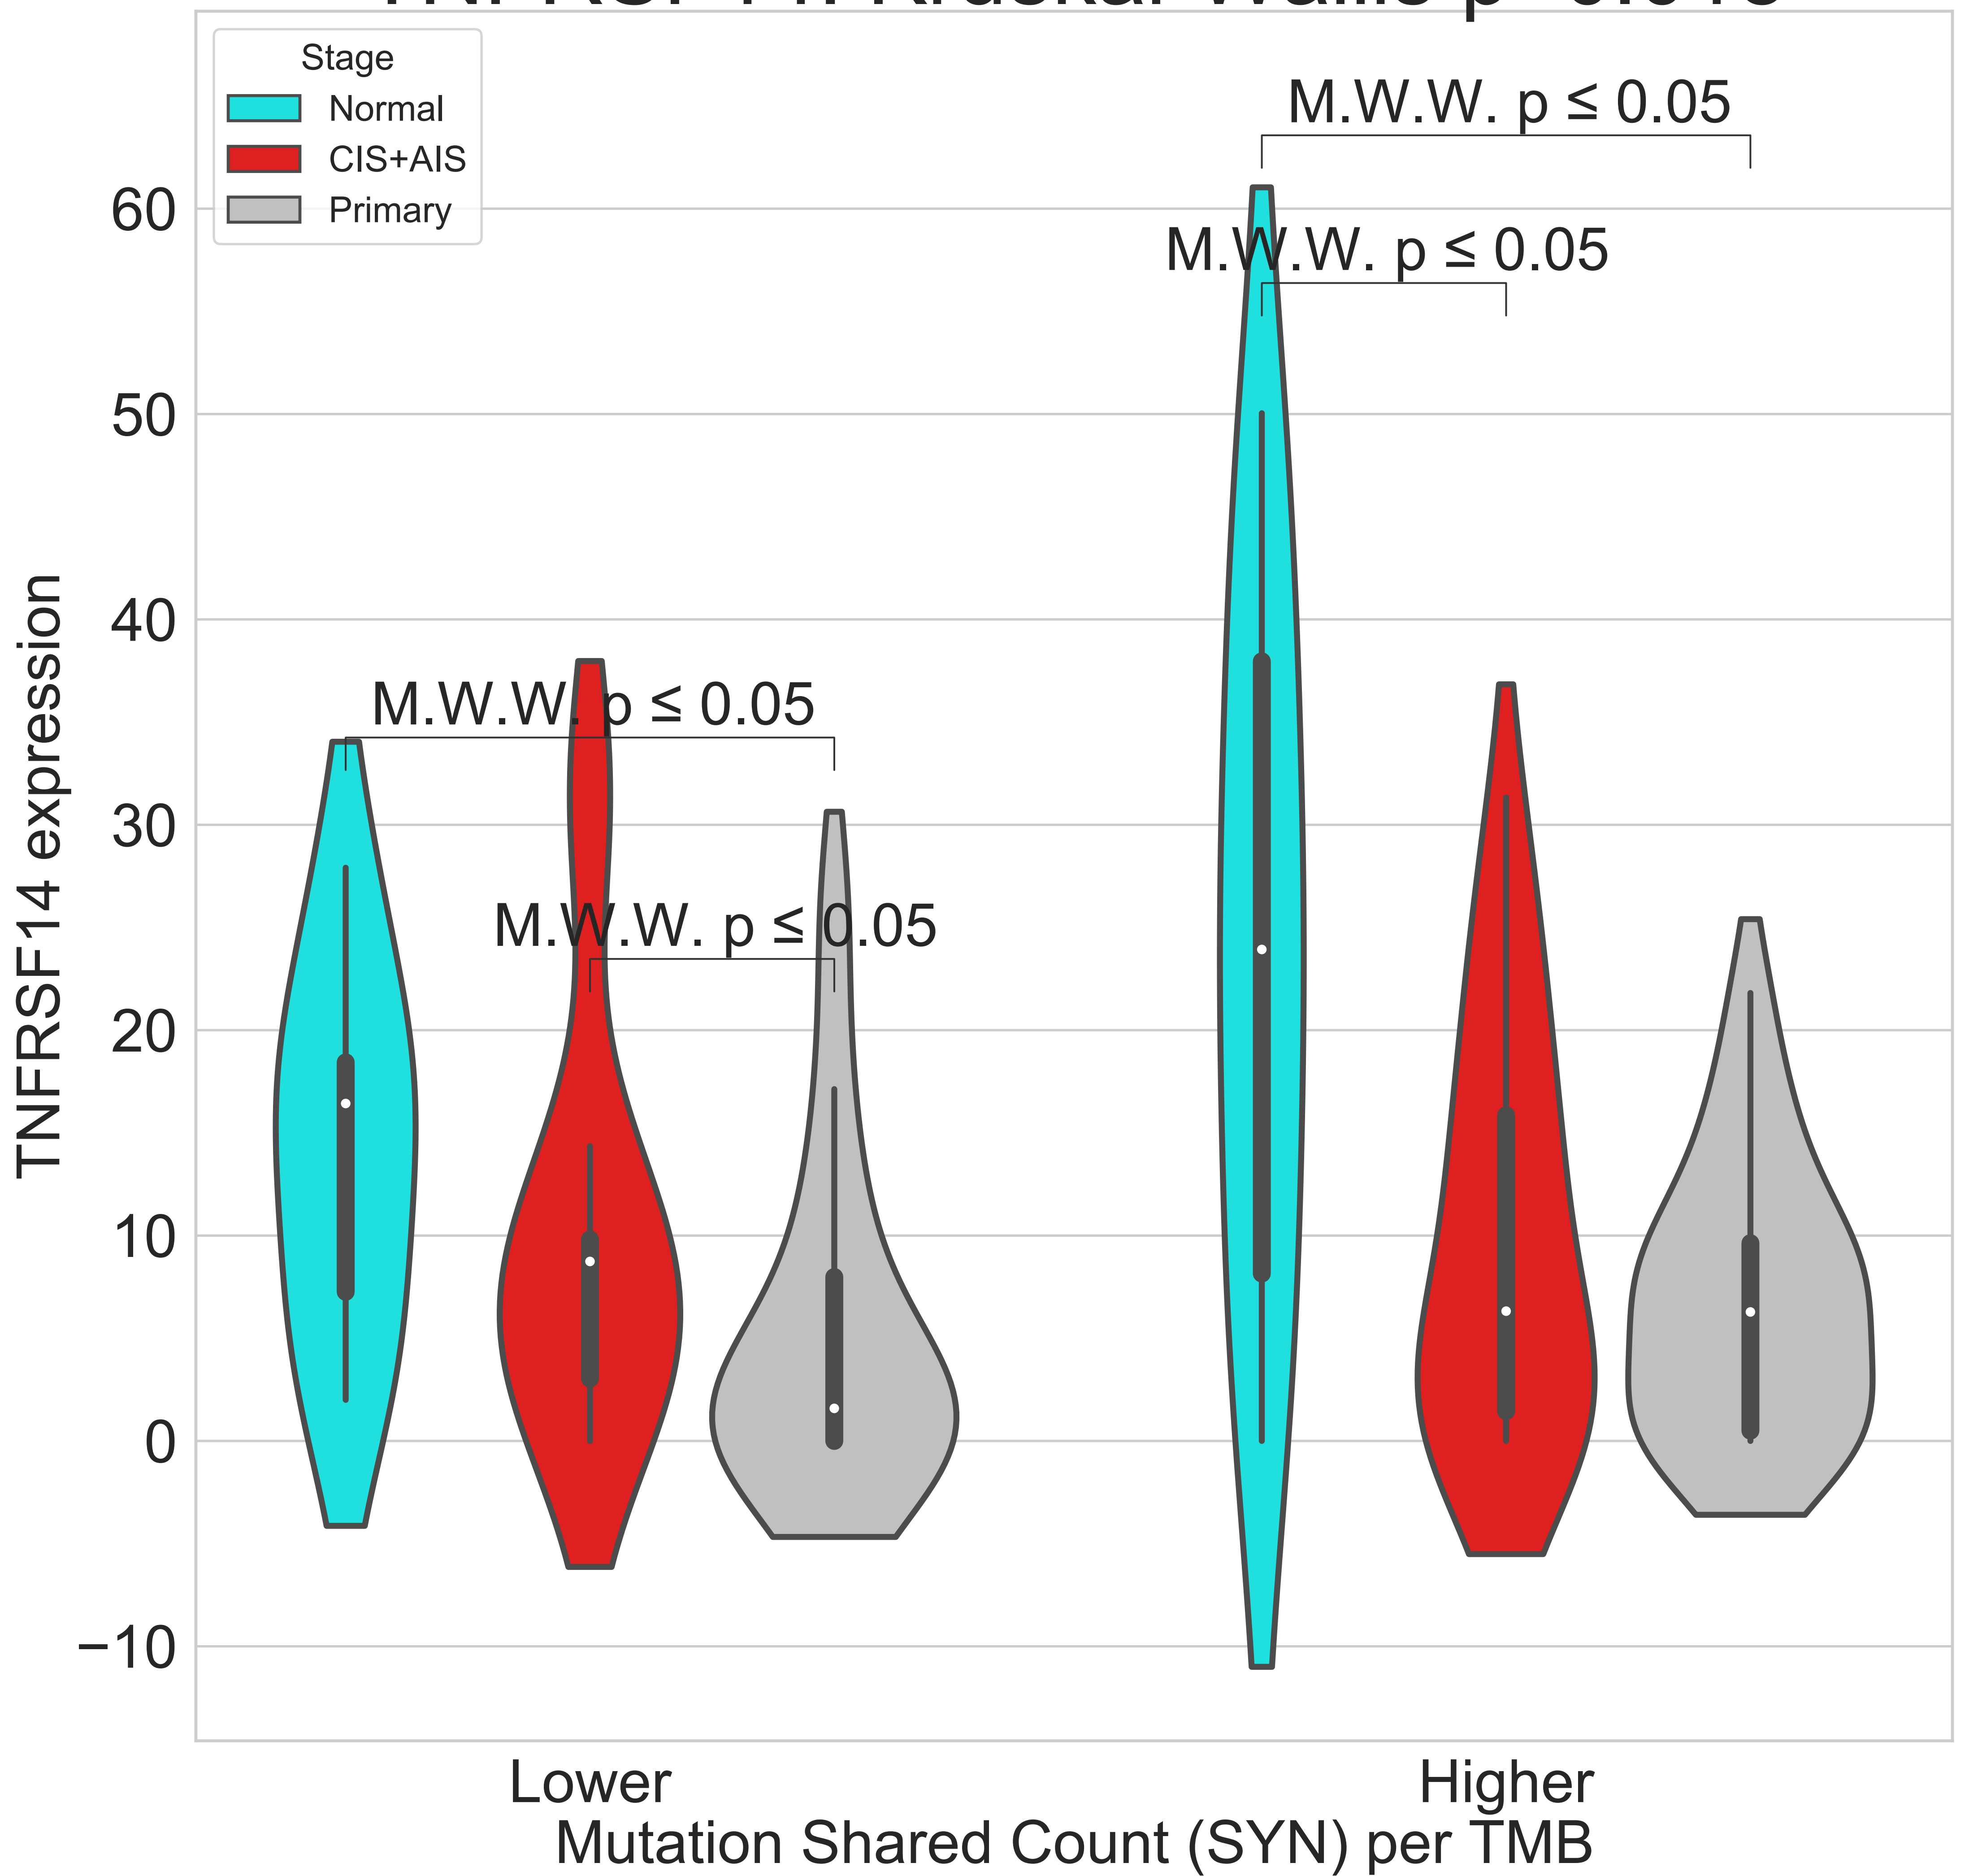 Stage
Normal
CIS+AIS
Primary
M.W.W. p ≤ 0.05
M.W.W. p ≤ 0.05
M.W.W. p ≤ 0.05
M.W.W. p ≤ 0.05
60
50
40
30
20
10
0
−10
TNFRSF14 expression
Lower
Higher
Mutation Shared Count (SYN) per TMB